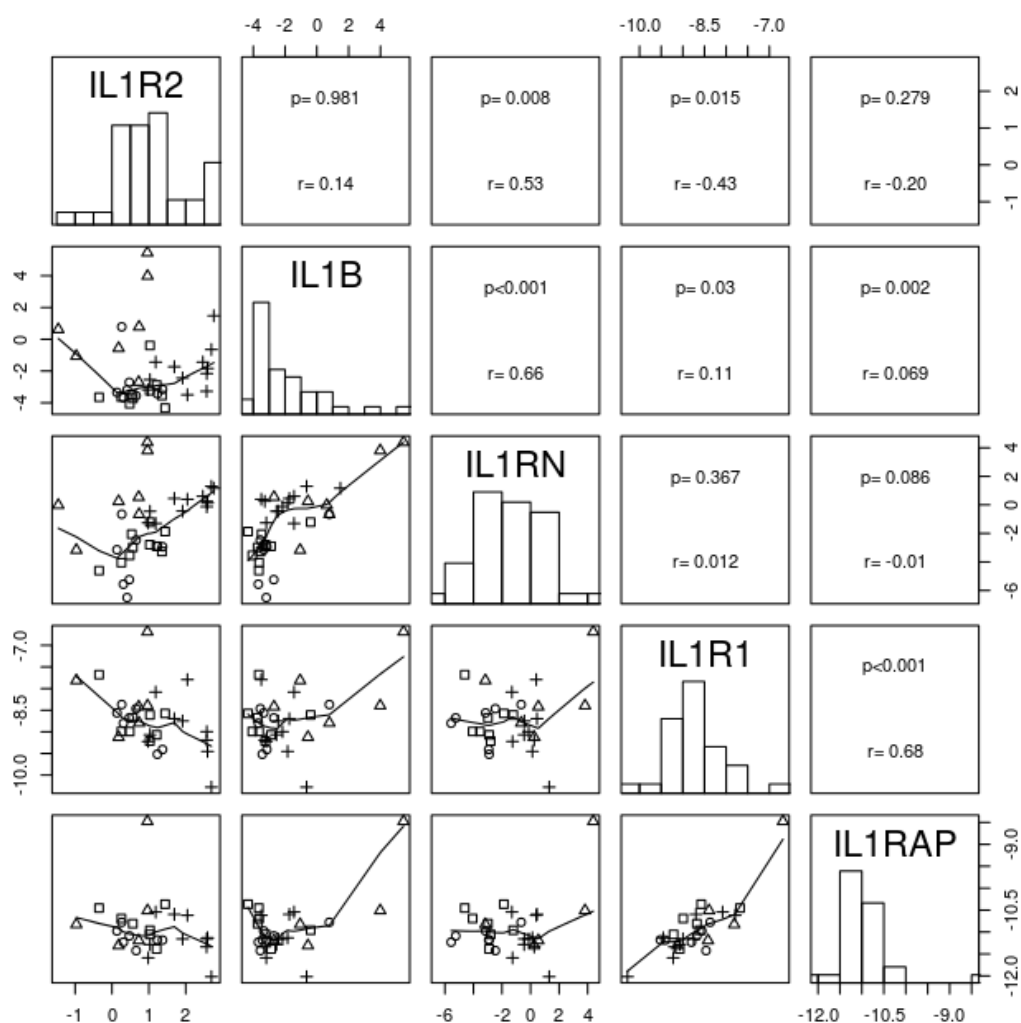 -4 -2 0 2 4
-10.0 -8.5 -7.0
IL1R2
p= 0.981
p= 0.008
p= 0.015
p= 0.279
r= 0.14
r= 0.53
r= -0.43
r= -0.20
-1 0 1 2
IL1B
p<0.001
p= 0.03
p= 0.002
r= 0.66
r= 0.11
r= 0.069
-4 -2 0 2 4
IL1RN
p= 0.367
p= 0.086
r= 0.012
r= -0.01
-6 -2 0 2 4
IL1R1
p<0.001
r= 0.68
-10.0 -8.5 -7.0
IL1RAP
-12.0 -10.5 -9.0
-1 0 1 2
-6 -2 0 2 4
-12.0 -10.5 -9.0